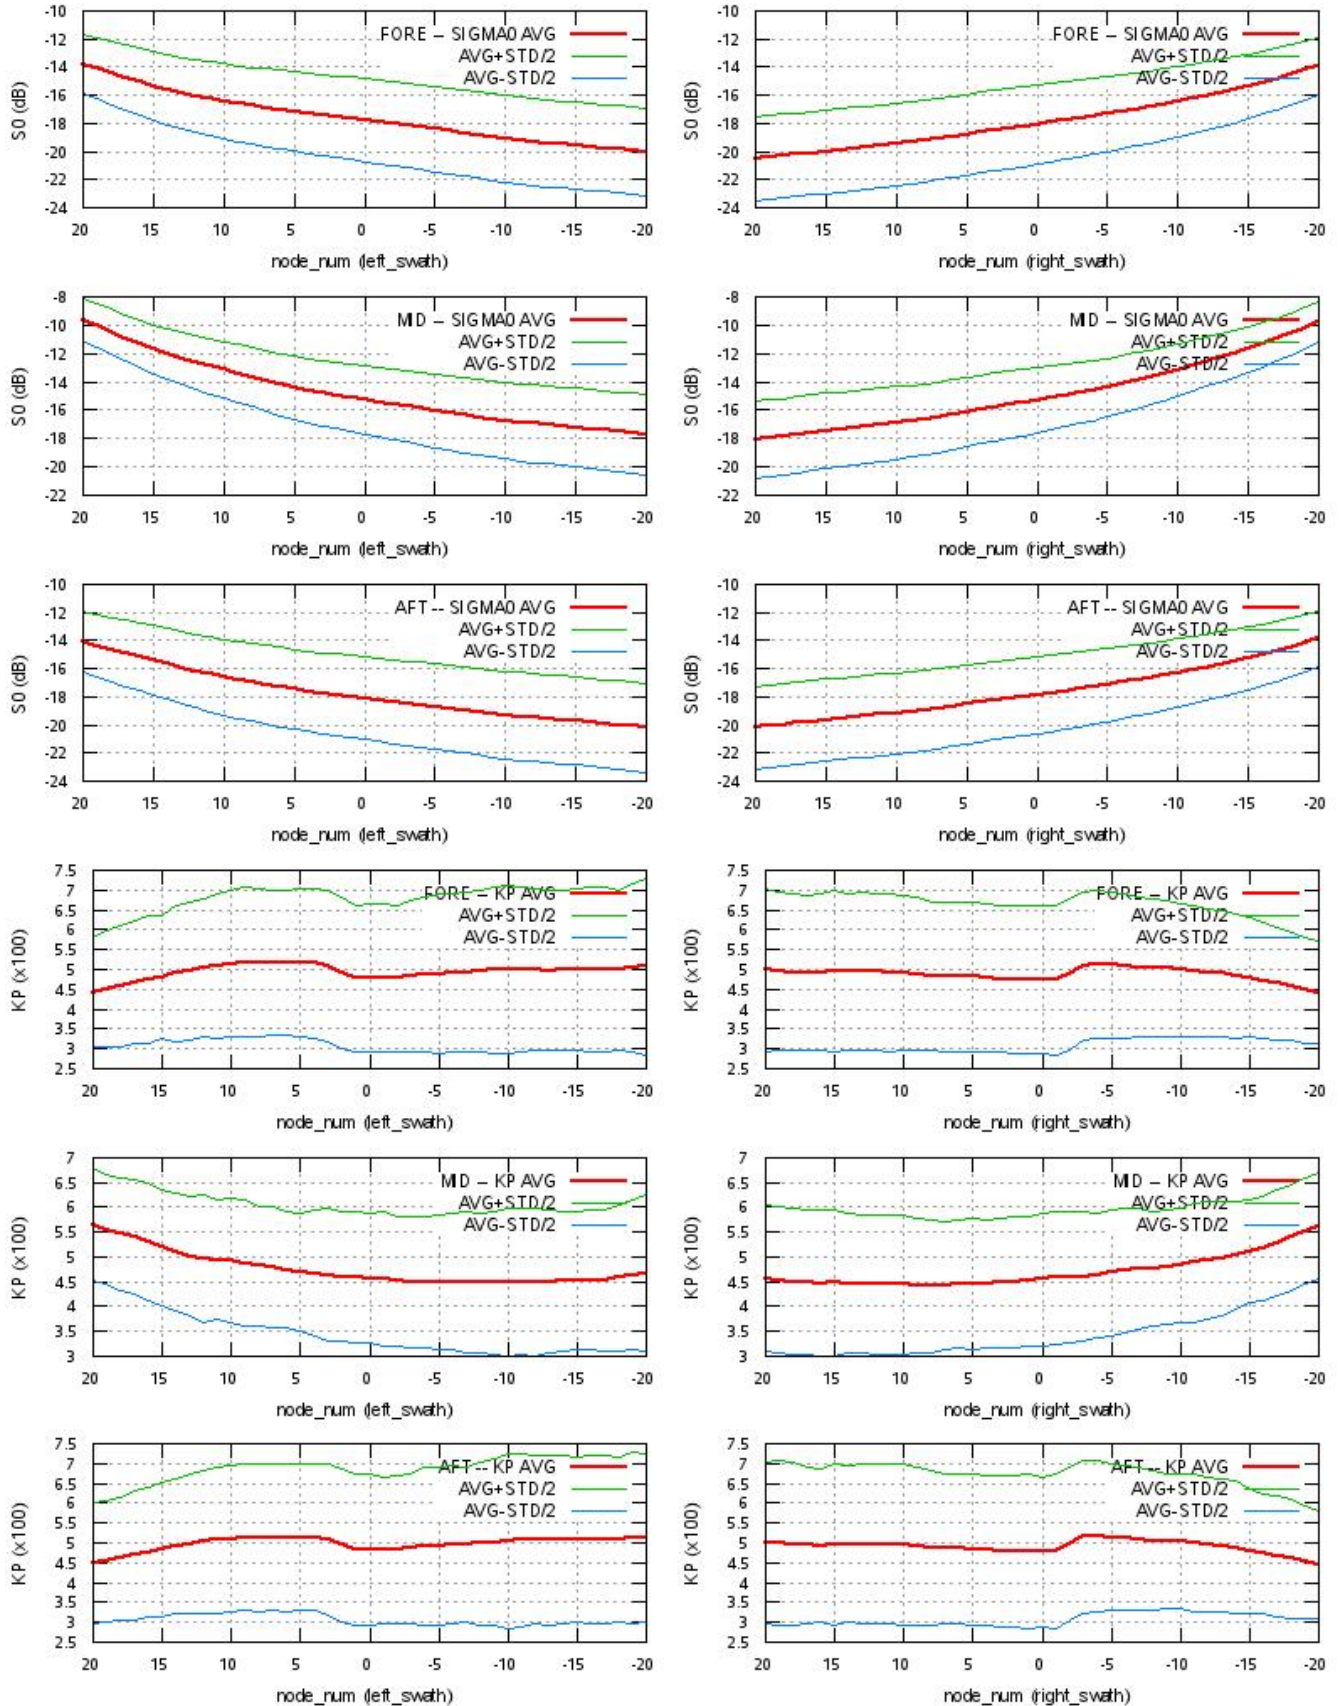 -10
-12
-14
-16
-18
-20
-22
-24
S0 (dB)
FORE -- SIGMA0 AVG
AVG+STD/2
AVG-STD/2
20 15 10 5 0 -5 -10 -15 -20
node_num (left_swath)
-10
-12
-14
-16
-18
-20
-22
-24
S0 (dB)
FORE -- SIGMA0 AVG
AVG+STD/2
AVG-STD/2
20 15 10 5 0 -5 -10 -15 -20
node_num (right_swath)
-8
-10
-12
-14
-16
-18
-20
-22
S0 (dB)
MID -- SIGMA0 AVG
AVG+STD/2
AVG-STD/2
20 15 10 5 0 -5 -10 -15 -20
node_num (left_swath)
-8
-10
-12
-14
-16
-18
-20
-22
S0 (dB)
MID -- SIGMA0 AVG
AVG+STD/2
AVG-STD/2
20 15 10 5 0 -5 -10 -15 -20
node_num (right_swath)
-10
-12
-14
-16
-18
-20
-22
-24
S0 (dB)
AFT -- SIGMA0 AVG
AVG+STD/2
AVG-STD/2
20 15 10 5 0 -5 -10 -15 -20
node_num (left_swath)
-10
-12
-14
-16
-18
-20
-22
-24
S0 (dB)
AFT -- SIGMA0 AVG
AVG+STD/2
AVG-STD/2
20 15 10 5 0 -5 -10 -15 -20
node_num (right_swath)
7.5
7
6.5
6
5.5
5
4.5
4
3.5
3
2.5
KP (x100)
FORE -- KP AVG
AVG+STD/2
AVG-STD/2
20 15 10 5 0 -5 -10 -15 -20
node_num (left_swath)
7.5
7
6.5
6
5.5
5
4.5
4
3.5
3
2.5
KP (x100)
FORE -- KP AVG
AVG+STD/2
AVG-STD/2
20 15 10 5 0 -5 -10 -15 -20
node_num (right_swath)
7
6.5
6
5.5
5
4.5
4
3.5
3
KP (x100)
MID -- KP AVG
AVG+STD/2
AVG-STD/2
20 15 10 5 0 -5 -10 -15 -20
node_num (left_swath)
7
6.5
6
5.5
5
4.5
4
3.5
3
KP (x100)
MID -- KP AVG
AVG+STD/2
AVG-STD/2
20 15 10 5 0 -5 -10 -15 -20
node_num (right_swath)
7.5
7
6.5
6
5.5
5
4.5
4
3.5
3
2.5
KP (x100)
AFT -- KP AVG
AVG+STD/2
AVG-STD/2
20 15 10 5 0 -5 -10 -15 -20
node_num (left_swath)
7.5
7
6.5
6
5.5
5
4.5
4
3.5
3
2.5
KP (x100)
AFT -- KP AVG
AVG+STD/2
AVG-STD/2
20 15 10 5 0 -5 -10 -15 -20
node_num (right_swath)